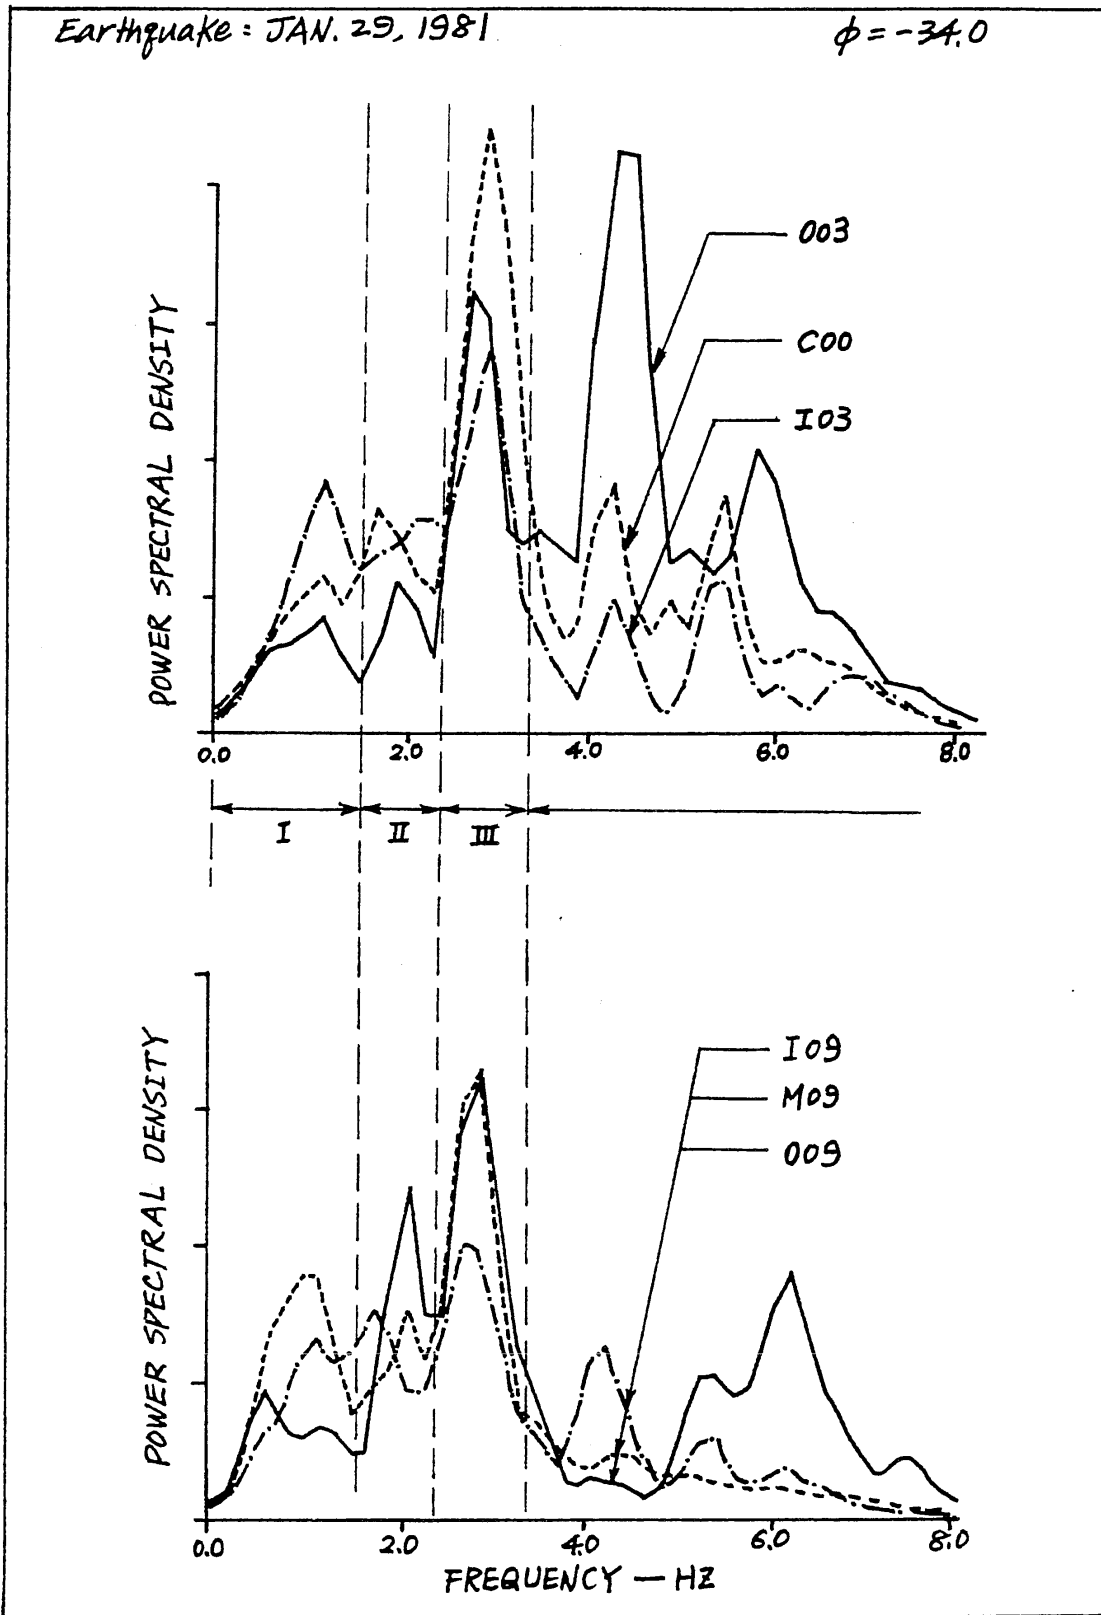 Earthquake: JAN. 29, 1981
φ = -34.0
POWER SPECTRAL DENSITY
003
C00
I03
0.0 2.0 4.0 6.0 8.0
I II III
POWER SPECTRAL DENSITY
I09
M09
009
0.0 2.0 4.0 6.0 8.0
FREQUENCY — HZ